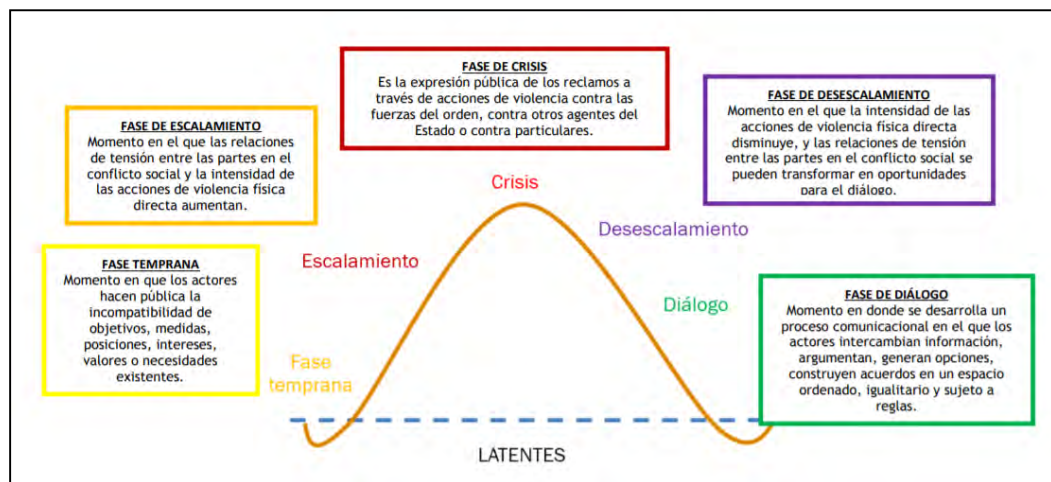 FASE DE CRISIS
Es la expresión pública de los reclamos a
través de acciones de violencia contra las
fuerzas del orden, contra otros agentes del
Estado o contra particulares.
FASE DE ESCALAMIENTO
Momento en el que las relaciones
de tensión entre las partes en el
conflicto social y la intensidad de
las acciones de violencia física
directa aumentan.
FASE DE DESESCALAMIENTO
Momento en el que la intensidad de las
acciones de violencia física directa
disminuye, y las relaciones de tensión
entre las partes en el conflicto social se
pueden transformar en oportunidades
para el diálogo.
Crisis
Desescalamiento
Escalamiento
FASE TEMPRANA
Momento en que los actores
hacen pública la
incompatibilidad de
objetivos, medidas,
posiciones, intereses,
valores o necesidades
existentes.
Diálogo
FASE DE DIÁLOGO
Momento en donde se desarrolla un
proceso comunicacional en el que los
actores intercambian información,
argumentan, generan opciones,
construyen acuerdos en un espacio
ordenado, igualitario y sujeto a
reglas.
Fase
temprana
LATENTES